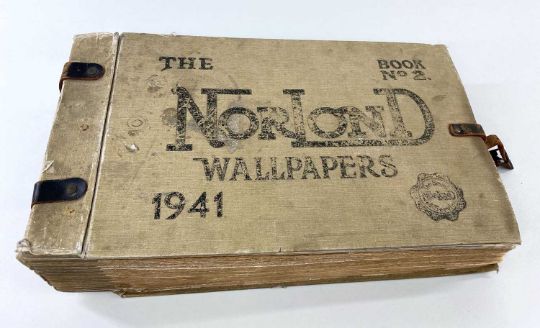 THE
BOOK
Nº 2.
NORLOND
WALLPAPERS
1941